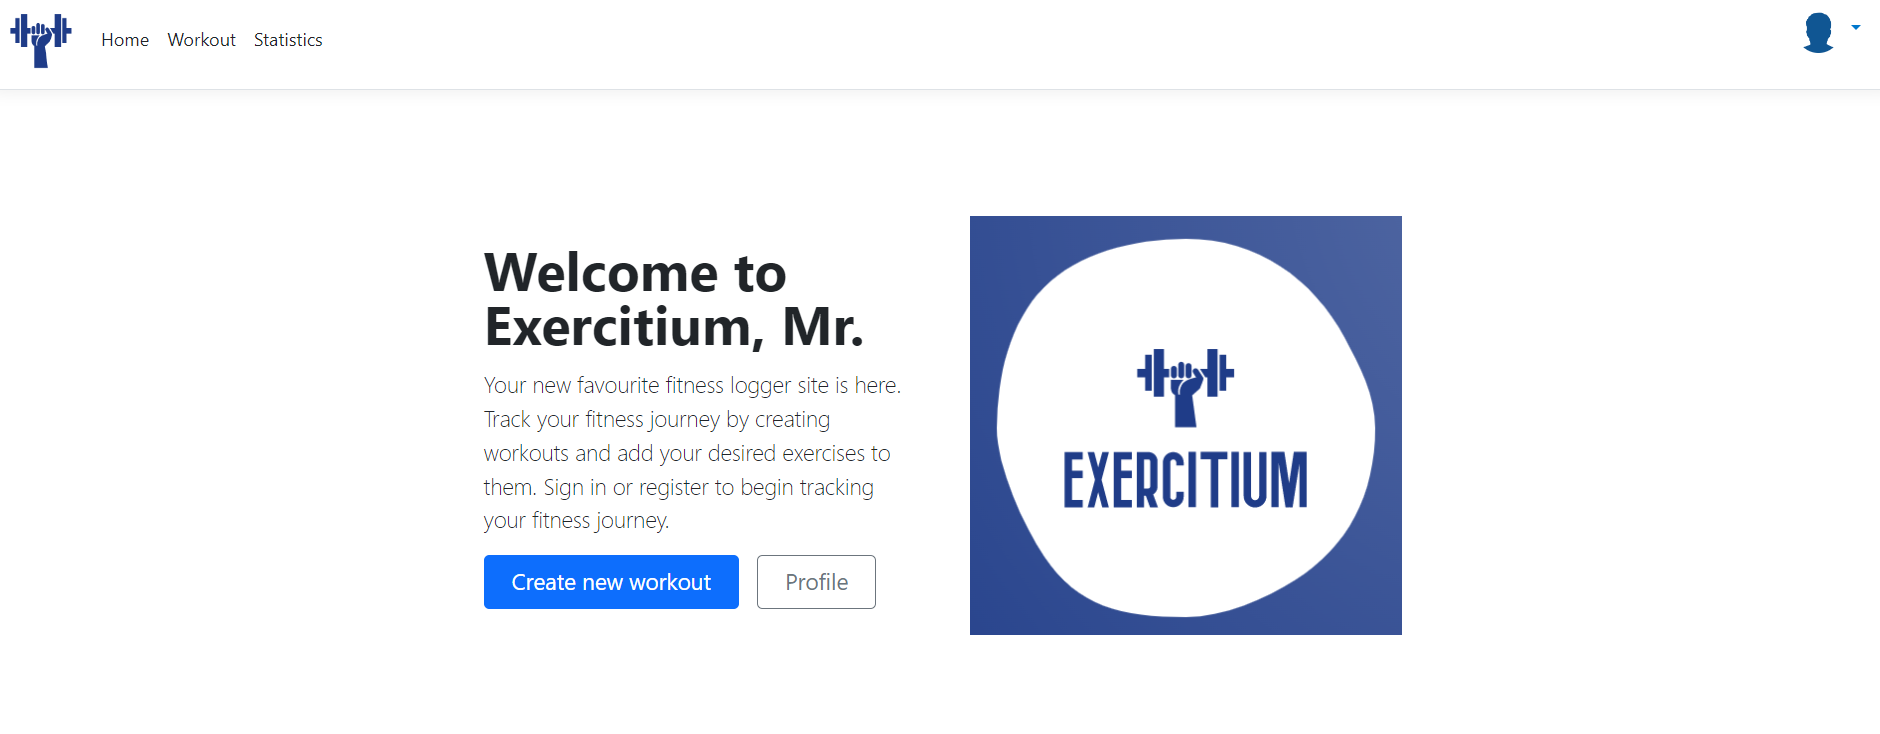 Home Workout Statistics
Welcome to
Exercitium, Mr.
Your new favourite fitness logger site is here.
Track your fitness journey by creating
workouts and add your desired exercises to
them. Sign in or register to begin tracking
your fitness journey.
Create new workout Profile
EXERCITIUM